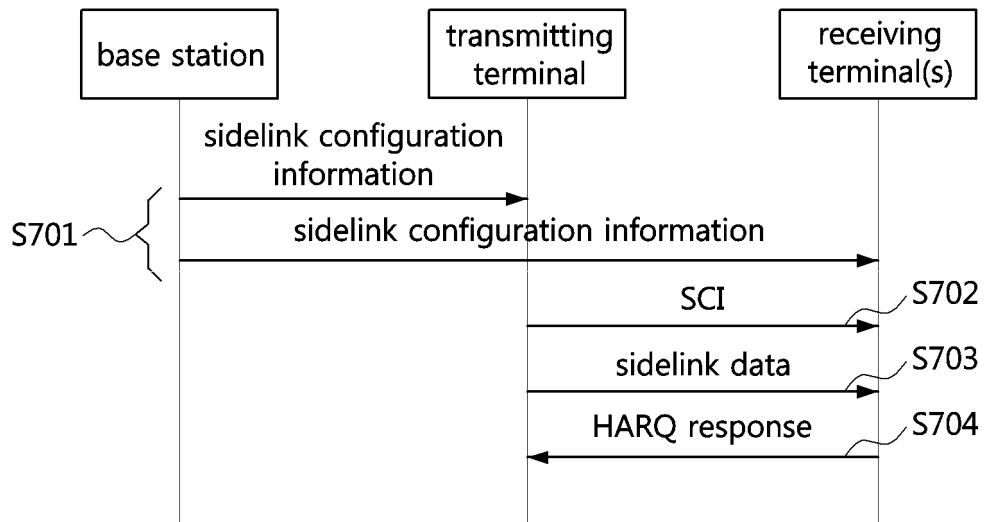 base station
transmitting
terminal
receiving
terminal(s)
sidelink configuration
information
S701
sidelink configuration information
SCI
S702
sidelink data
S703
HARQ response
S704